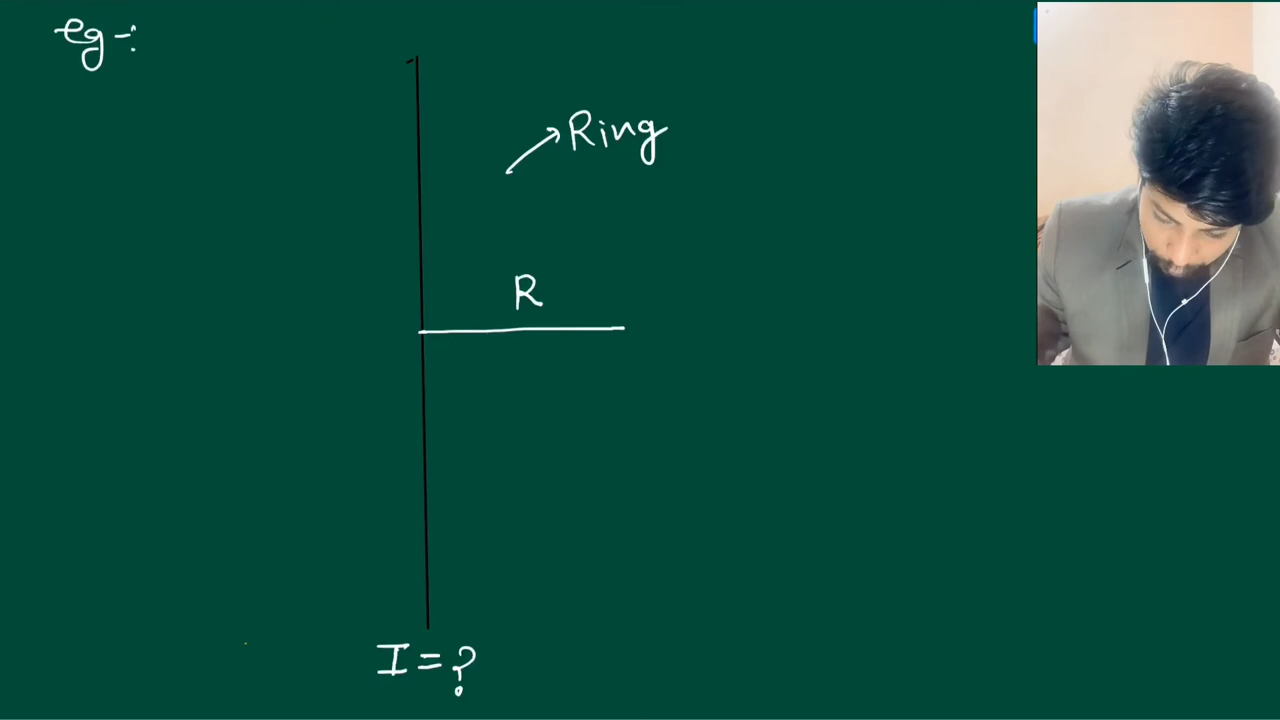 eg -:
Ring
R
I = ?